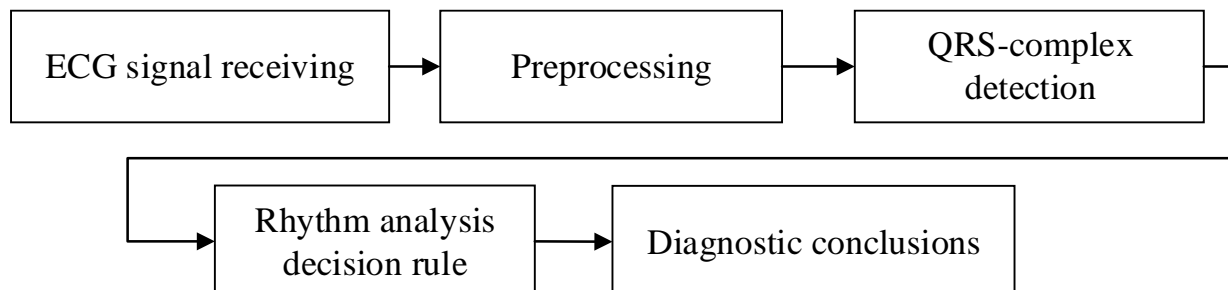 ECG signal receiving
Preprocessing
QRS-complex
detection
Rhythm analysis
decision rule
Diagnostic conclusions